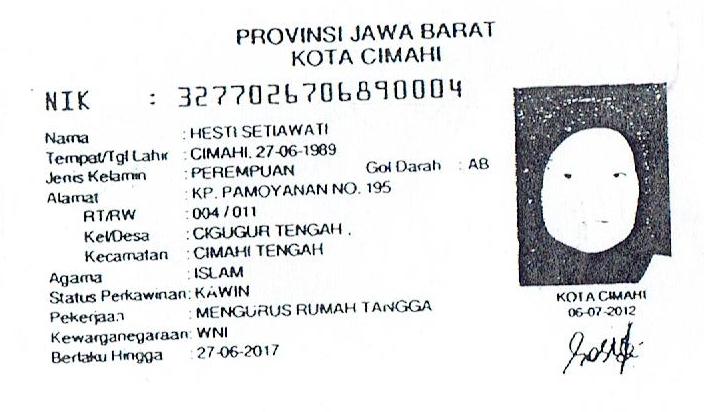 PROVINSI JAWA BARAT
KOTA CIMAHI
NIK : 3277026706890004
Nama : HESTI SETIAWATI
Tempat/Tgl Lahir : CIMAHI, 27-06-1989
Jenis Kelamin : PEREMPUAN Gol Darah : AB
Alamat : KP. PAMOYANAN NO. 195
RT/RW : 004 / 011
Kel/Desa : CIGUGUR TENGAH .
Kecamatan : CIMAHI TENGAH
Agama : ISLAM
Status Perkawinan: KAWIN
Pekerjaan : MENGURUS RUMAH TANGGA
Kewarganegaraan: WNI
Berlaku Hingga : 27-06-2017
KOTA CIMAHI
06-07-2012